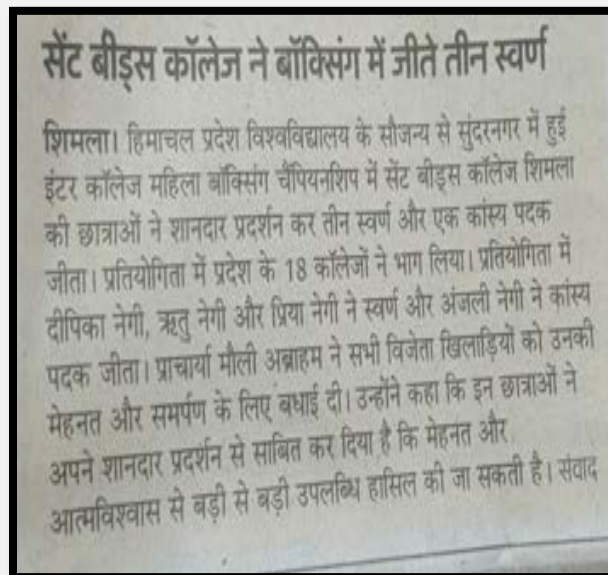 सेंट बीड्स कॉलेज ने बॉक्सिंग में जीते तीन स्वर्ण
शिमला। हिमाचल प्रदेश विश्वविद्यालय के सौजन्य से सुंदरनगर में हुई
इंटर कॉलेज महिला बॉक्सिंग चैंपियनशिप में सेंट बीड्स कॉलेज शिमला
की छात्राओं ने शानदार प्रदर्शन कर तीन स्वर्ण और एक कांस्य पदक
जीता। प्रतियोगिता में प्रदेश के 18 कॉलेजों ने भाग लिया। प्रतियोगिता में
दीपिका नेगी, ऋतु नेगी और प्रिया नेगी ने स्वर्ण और अंजली नेगी ने कांस्य
पदक जीता। प्राचार्या मौली अब्राहम ने सभी विजेता खिलाड़ियों को उनकी
मेहनत और समर्पण के लिए बधाई दी। उन्होंने कहा कि इन छात्राओं ने
अपने शानदार प्रदर्शन से साबित कर दिया है कि मेहनत और
आत्मविश्वास से बड़ी से बड़ी उपलब्धि हासिल की जा सकती है। संवाद